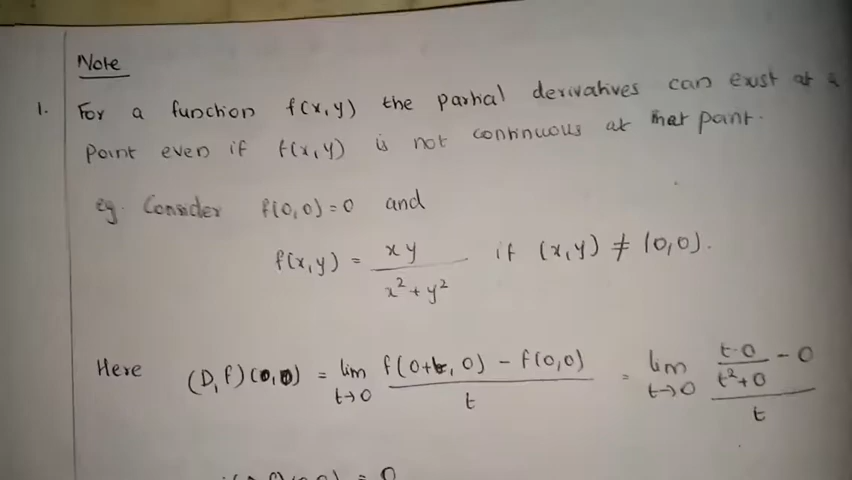 Note
1. For a function f(x,y) the partial derivatives can exist at a
point even if f(x,y) is not continuous at that point.
eg. Consider f(0,0)=0 and
f(x,y) = xy / x²+y² if (x,y) ≠ (0,0).
Here (D₁f)(0,0) = lim t→0 f(0+t,0) − f(0,0) / t = lim t→0 t·0 / t²+0 − 0 / t
= 0